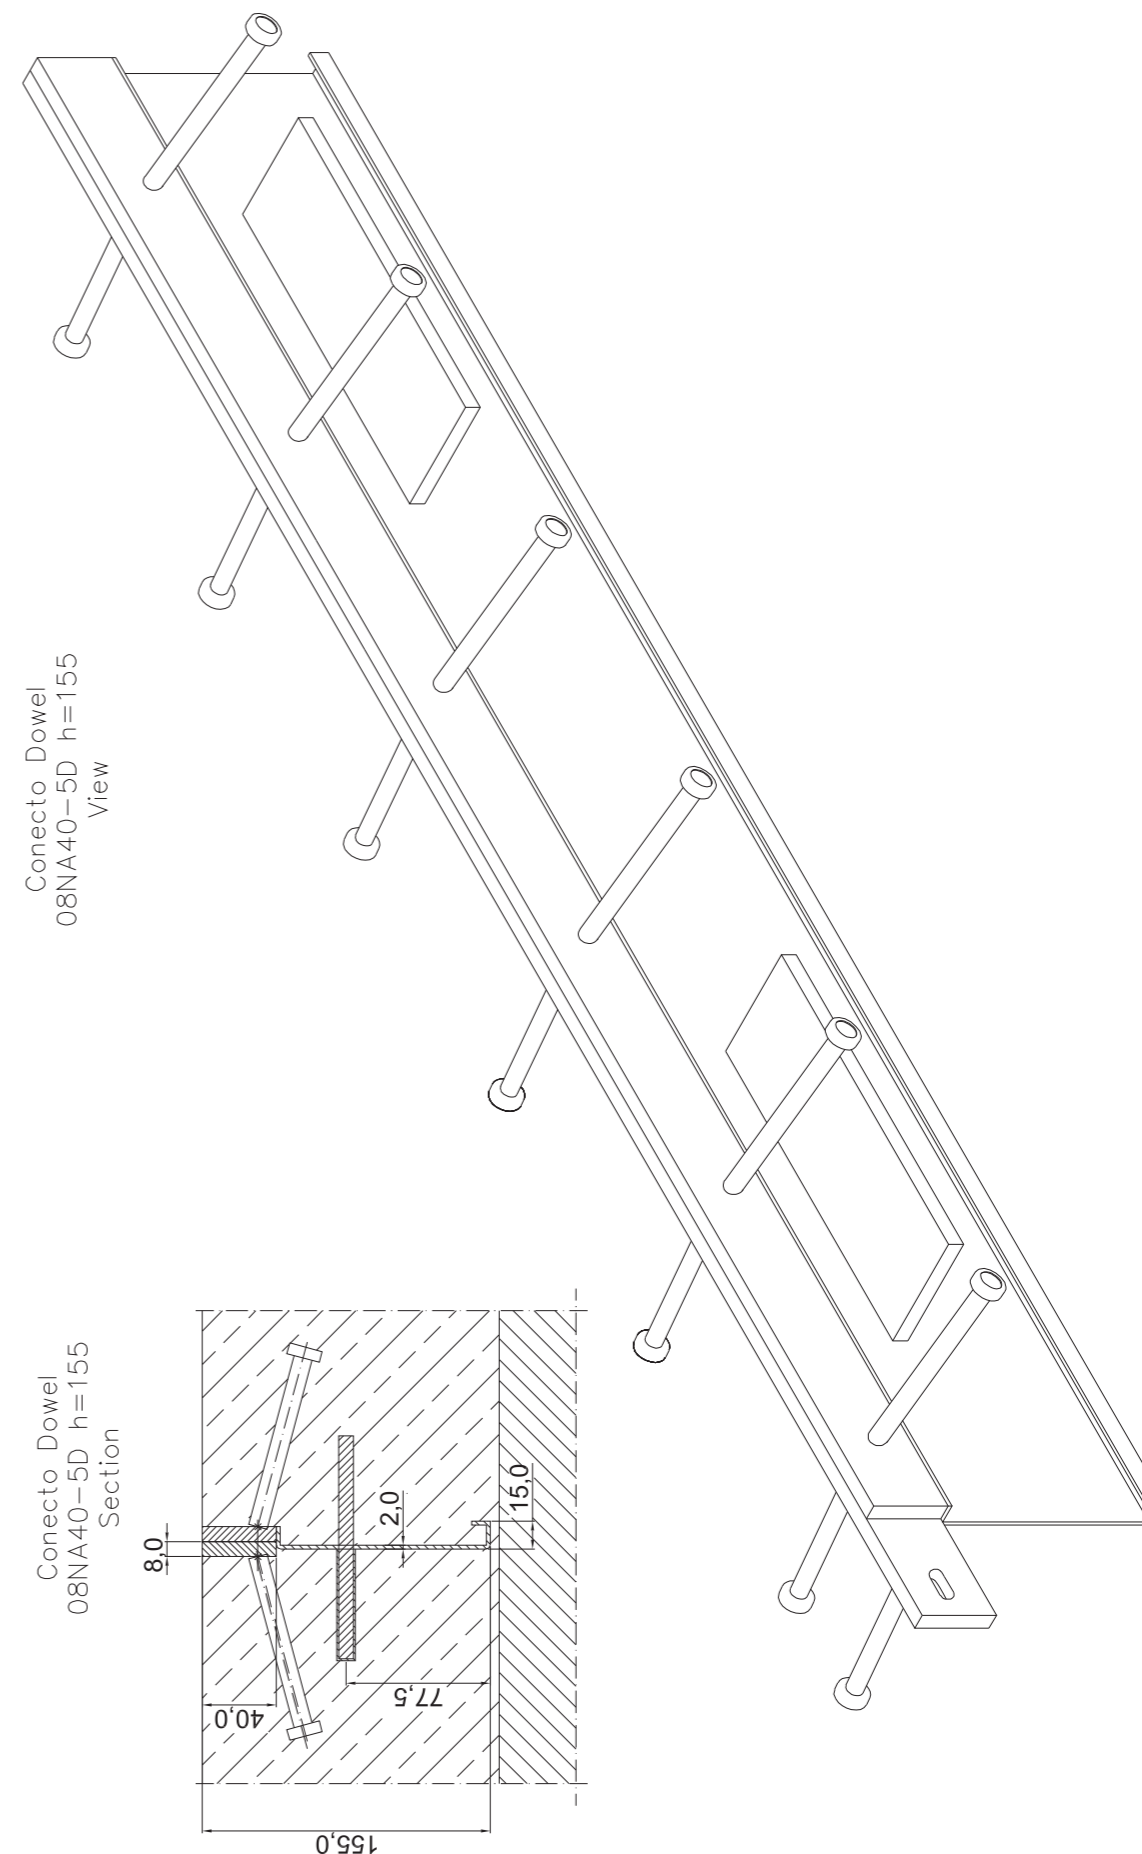 Conecto Dowel
08NA40-5D h=155
View
Conecto Dowel
08NA40-5D h=155
Section
8,0
40,0
2,0
15,0
77,5
155,0